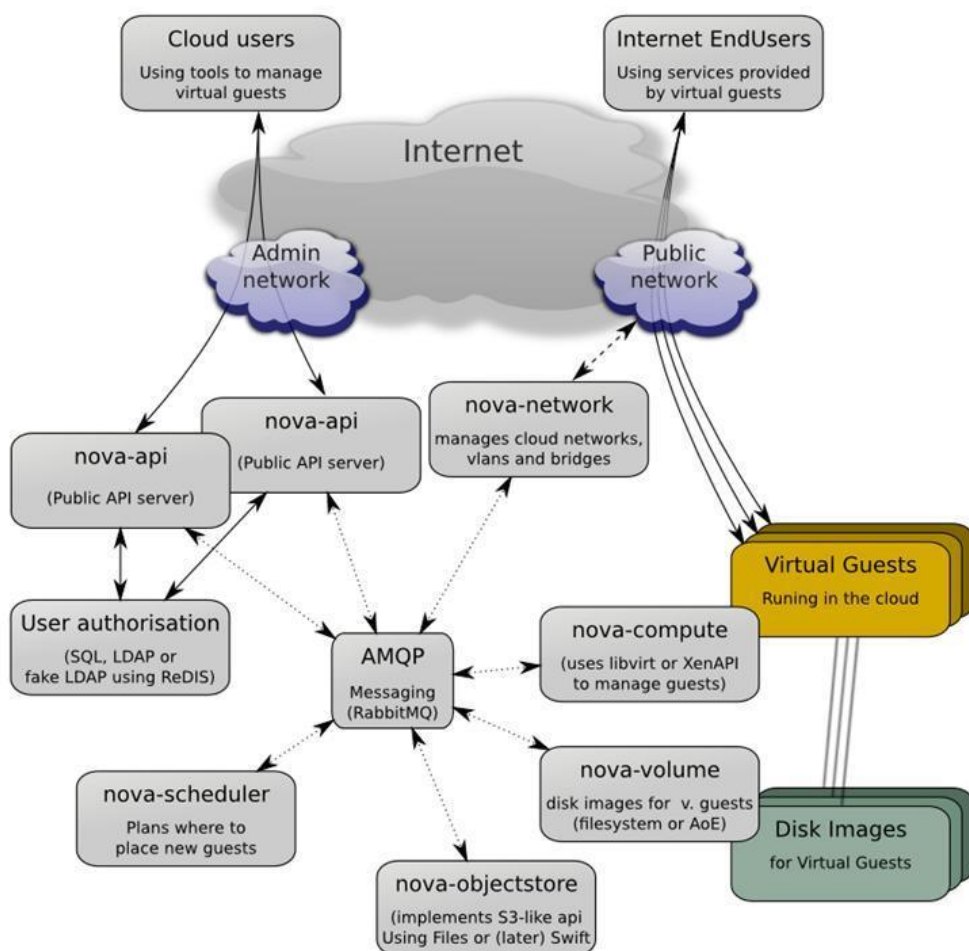 Cloud users
Using tools to manage
virtual guests
Internet EndUsers
Using services provided
by virtual guests
Internet
Admin
network
Public
network
nova-api
(Public API server)
nova-api
(Public API server)
nova-network
manages cloud networks,
vlans and bridges
Virtual Guests
Runing in the cloud
User authorisation
(SQL, LDAP or
fake LDAP using ReDIS)
AMQP
Messaging
(RabbitMQ)
nova-compute
(uses libvirt or XenAPI
to manage guests)
nova-scheduler
Plans where to
place new guests
nova-volume
disk images for v. guests
(filesystem or AoE)
Disk Images
for Virtual Guests
nova-objectstore
(implements S3-like api
Using Files or (later) Swift